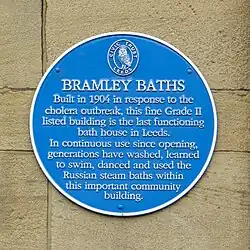 LEEDS CIVIC TRUST
BRAMLEY BATHS
Built in 1904 in response to the
cholera outbreak, this fine Grade II
listed building is the last functioning
bath house in Leeds.
In continuous use since opening,
generations have washed, learned
to swim, danced and used the
Russian steam baths within
this important community
building.